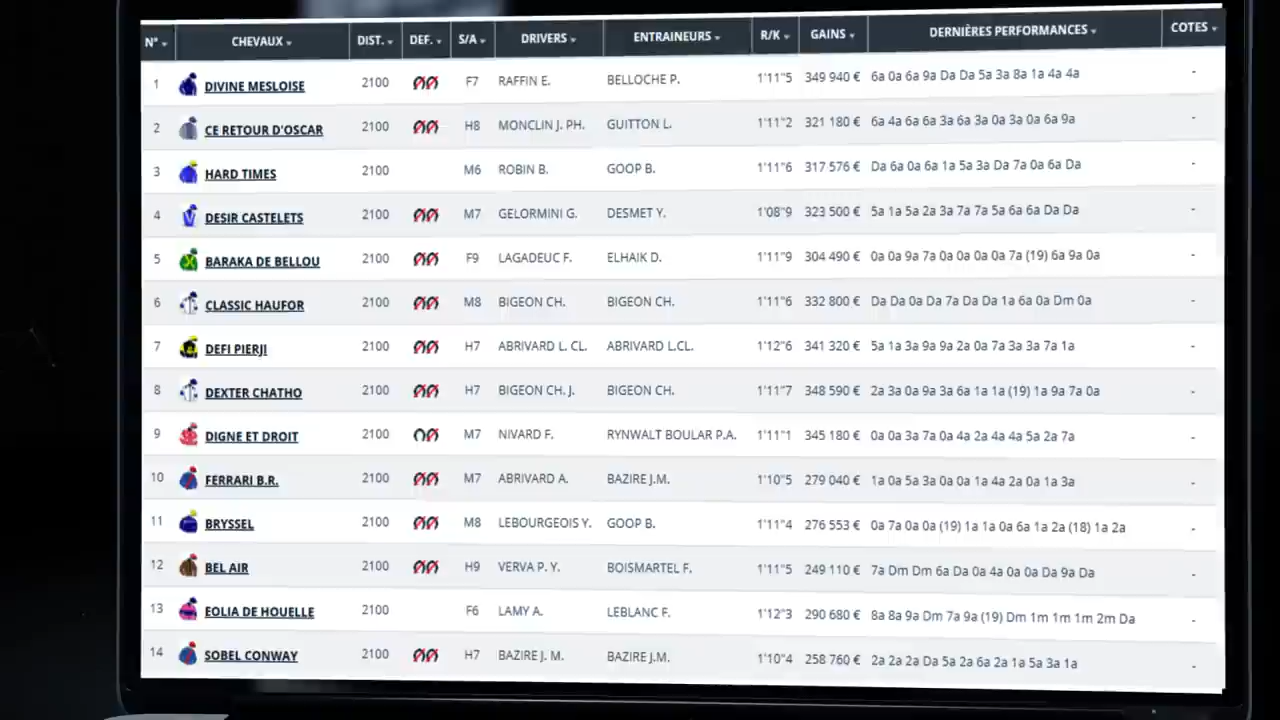 N° CHEVAUX DIST. DEF. S/A DRIVERS ENTRAINEURS R/K GAINS DERNIÈRES PERFORMANCES COTES
1 DIVINE MESLOISE 2100 F7 RAFFIN E. BELLOCHE P. 1'11"5 349 940 € 6a 0a 6a 9a Da Da 5a 3a 8a 1a 4a 4a -
2 CE RETOUR D'OSCAR 2100 H8 MONCLIN J. PH. GUITTON L. 1'11"2 321 180 € 6a 4a 6a 6a 3a 6a 3a 0a 3a 0a 6a 9a -
3 HARD TIMES 2100 M6 ROBIN B. GOOP B. 1'11"6 317 576 € Da 6a 0a 6a 1a 5a 3a Da 7a 0a 6a Da -
4 DESIR CASTELETS 2100 M7 GELORMINI G. DESMET Y. 1'08"9 323 500 € 5a 1a 5a 2a 3a 7a 7a 5a 6a 6a Da Da -
5 BARAKA DE BELLOU 2100 F9 LAGADEUC F. ELHAIK D. 1'11"9 304 490 € 0a 0a 9a 7a 0a 0a 0a 0a 7a (19) 6a 9a 0a -
6 CLASSIC HAUFOR 2100 M8 BIGEON CH. BIGEON CH. 1'11"6 332 800 € Da Da 0a Da 7a Da Da 1a 6a 0a Dm 0a -
7 DEFI PIERJI 2100 H7 ABRIVARD L. CL. ABRIVARD L.CL. 1'12"6 341 320 € 5a 1a 3a 9a 9a 2a 0a 7a 3a 3a 7a 1a -
8 DEXTER CHATHO 2100 H7 BIGEON CH. J. BIGEON CH. 1'11"7 348 590 € 2a 3a 0a 9a 3a 6a 1a 1a (19) 1a 9a 7a 0a -
9 DIGNE ET DROIT 2100 M7 NIVARD F. RYNWALT BOULAR P.A. 1'11"1 345 180 € 0a 0a 3a 7a 0a 4a 2a 4a 4a 5a 2a 7a -
10 FERRARI B.R. 2100 M7 ABRIVARD A. BAZIRE J.M. 1'10"5 279 040 € 1a 0a 5a 3a 0a 0a 1a 4a 2a 0a 1a 3a -
11 BRYSSEL 2100 M8 LEBOURGEOIS Y. GOOP B. 1'11"4 276 553 € 0a 7a 0a 0a (19) 1a 1a 0a 6a 1a 2a (18) 1a 2a -
12 BEL AIR 2100 H9 VERVA P. Y. BOISMARTEL F. 1'11"5 249 110 € 7a Dm Dm 6a Da 0a 4a 0a 0a Da 9a Da -
13 EOLIA DE HOUELLE 2100 F6 LAMY A. LEBLANC F. 1'12"3 290 680 € 8a 8a 9a Dm 7a 9a (19) Dm 1m 1m 1m 2m Da -
14 SOBEL CONWAY 2100 H7 BAZIRE J. M. BAZIRE J.M. 1'10"4 258 760 € 2a 2a 2a Da 5a 2a 6a 2a 1a 5a 3a 1a -